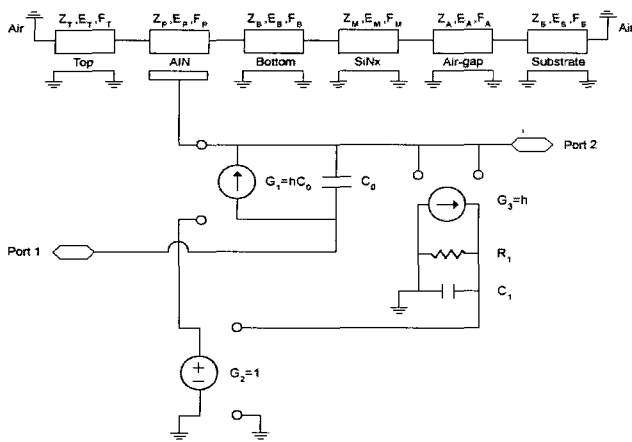 Air Z_T,E_T,F_T Z_P,E_P,F_P Z_B,E_B,F_B Z_M,E_M,F_M Z_A,E_A,F_A Z_S,E_S,F_S Air
Top AlN Bottom SiNx Air-gap Substrate
Port 2
G_1=hC_0 C_0
G_3=h
Port 1
R_1
C_1
G_2=1